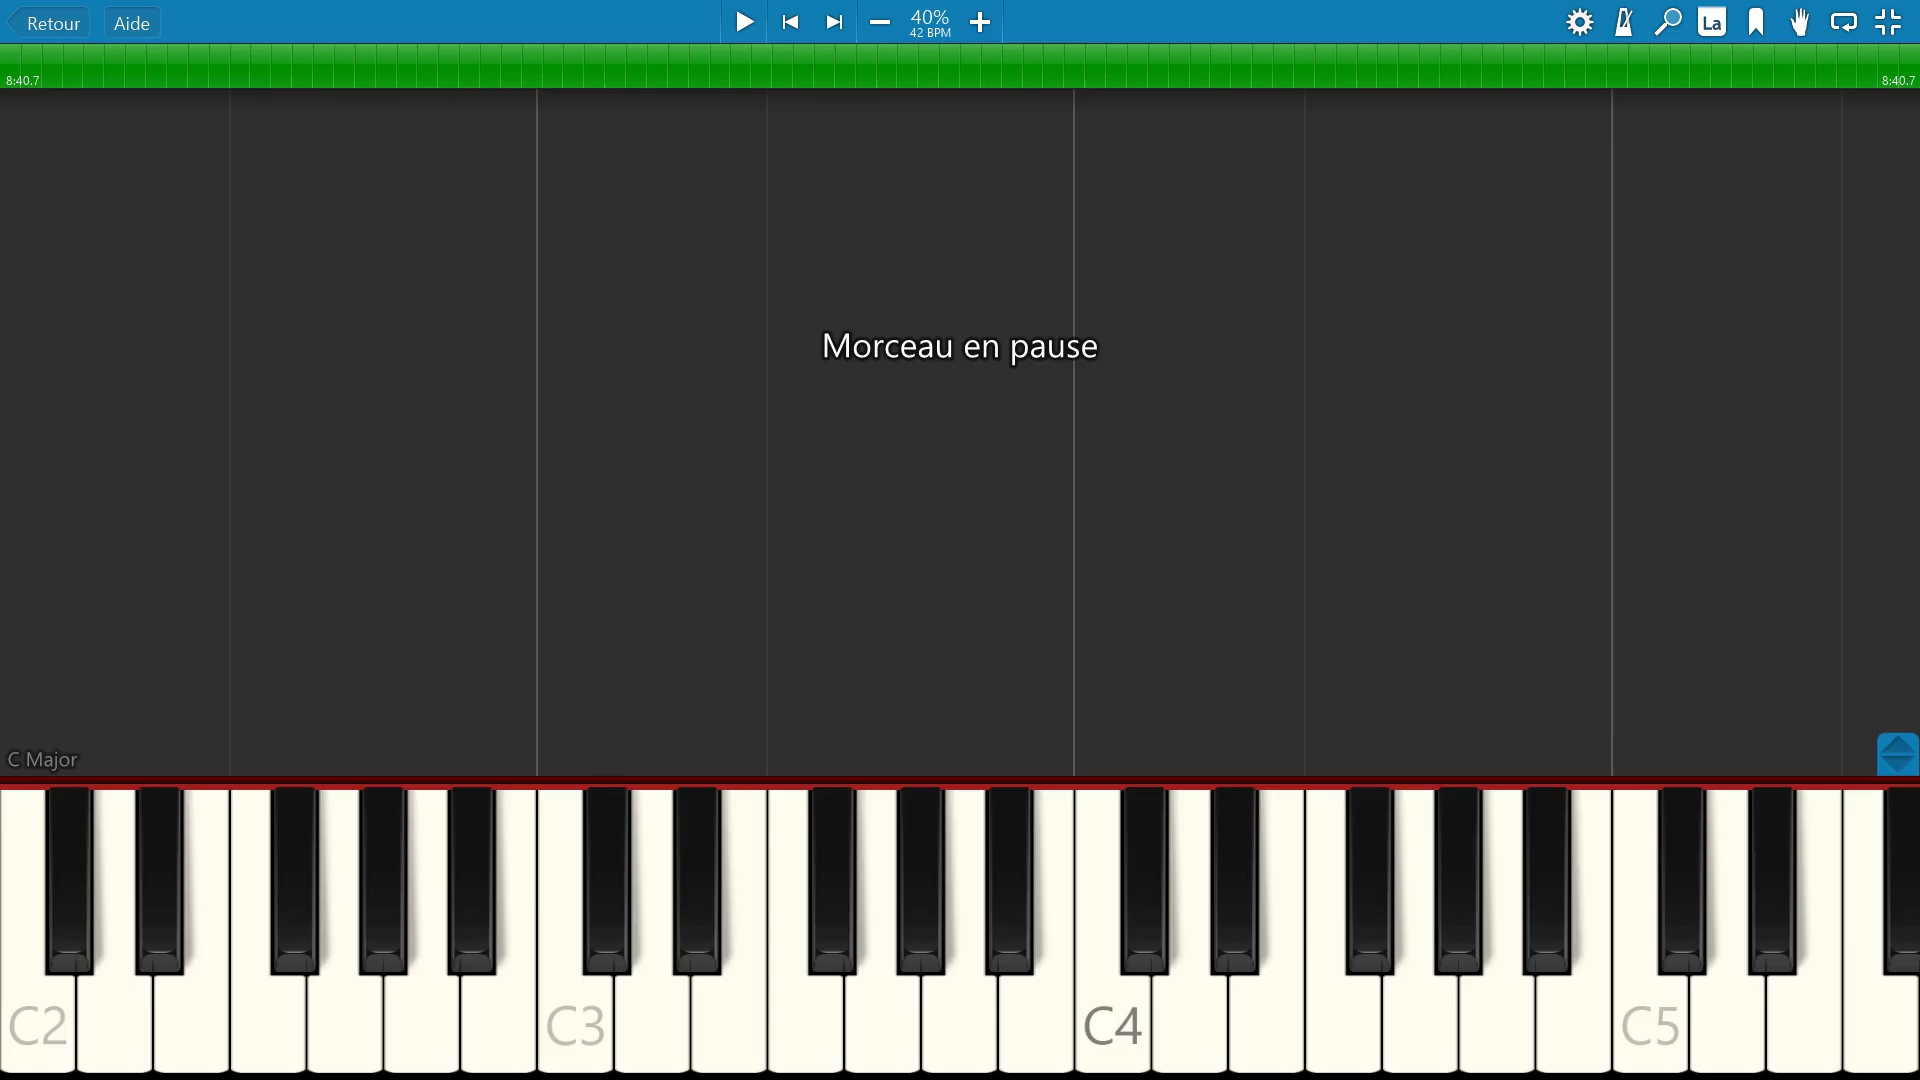 Retour
Aide
40%
42 BPM
La
8:40.7
8:40.7
Morceau en pause
C Major
C2
C3
C4
C5